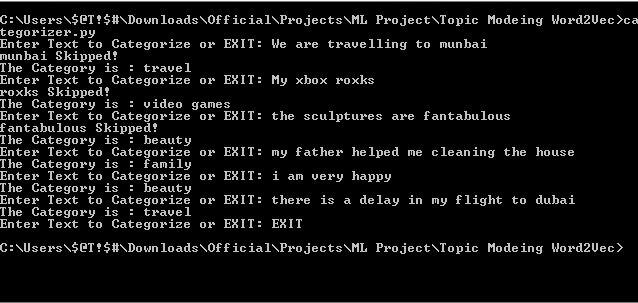 C:\Users\$@T!$#\Downloads\Official\Projects\ML Project\Topic Modeing Word2Vec>ca
tegorizer.py
Enter Text to Categorize or EXIT: We are travelling to munbai
munbai Skipped!
The Category is : travel
Enter Text to Categorize or EXIT: My xbox roxks
roxks Skipped!
The Category is : video games
Enter Text to Categorize or EXIT: the sculptures are fantabulous
fantabulous Skipped!
The Category is : beauty
Enter Text to Categorize or EXIT: my father helped me cleaning the house
The Category is : family
Enter Text to Categorize or EXIT: i am very happy
The Category is : beauty
Enter Text to Categorize or EXIT: there is a delay in my flight to dubai
The Category is : travel
Enter Text to Categorize or EXIT: EXIT
C:\Users\$@T!$#\Downloads\Official\Projects\ML Project\Topic Modeing Word2Vec>